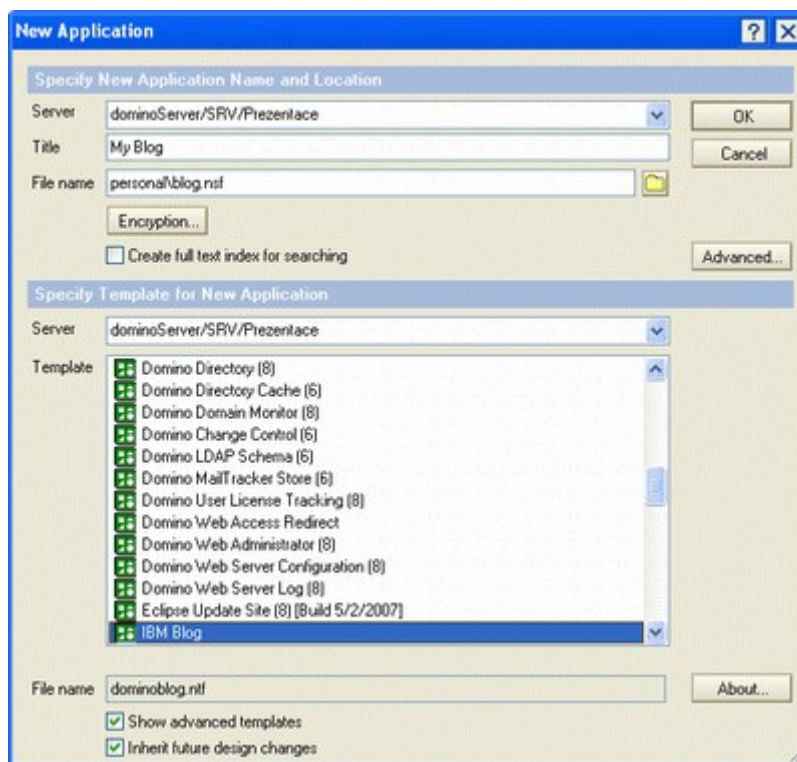 New Application
Specify New Application Name and Location
Server dominoServer/SRV/Prezentace OK
Title My Blog Cancel
File name personal\blog.nsf
Encryption...
Create full text index for searching Advanced...
Specify Template for New Application
Server dominoServer/SRV/Prezentace
Template Domino Directory (8)
Domino Directory Cache (6)
Domino Domain Monitor (8)
Domino Change Control (6)
Domino LDAP Schema (6)
Domino MailTracker Store (6)
Domino User License Tracking (8)
Domino Web Access Redirect
Domino Web Administrator (8)
Domino Web Server Configuration (8)
Domino Web Server Log (8)
Eclipse Update Site (8) [Build 5/2/2007]
IBM Blog
File name dominoblog.ntf About...
Show advanced templates
Inherit future design changes